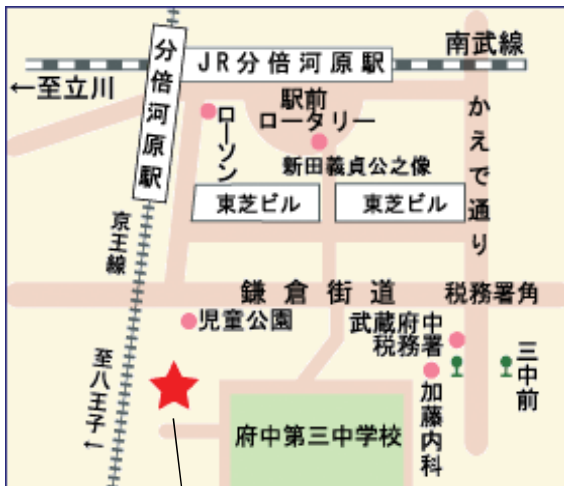 分倍河原駅
JR分倍河原駅
南武線
←至立川
駅前
ロータリー
ローソン
新田義貞公之像
かえで通り
東芝ビル
東芝ビル
京王線
鎌倉街道
税務署角
児童公園
武蔵府中
税務署
三中前
至八王子←
加藤内科
府中第三中学校